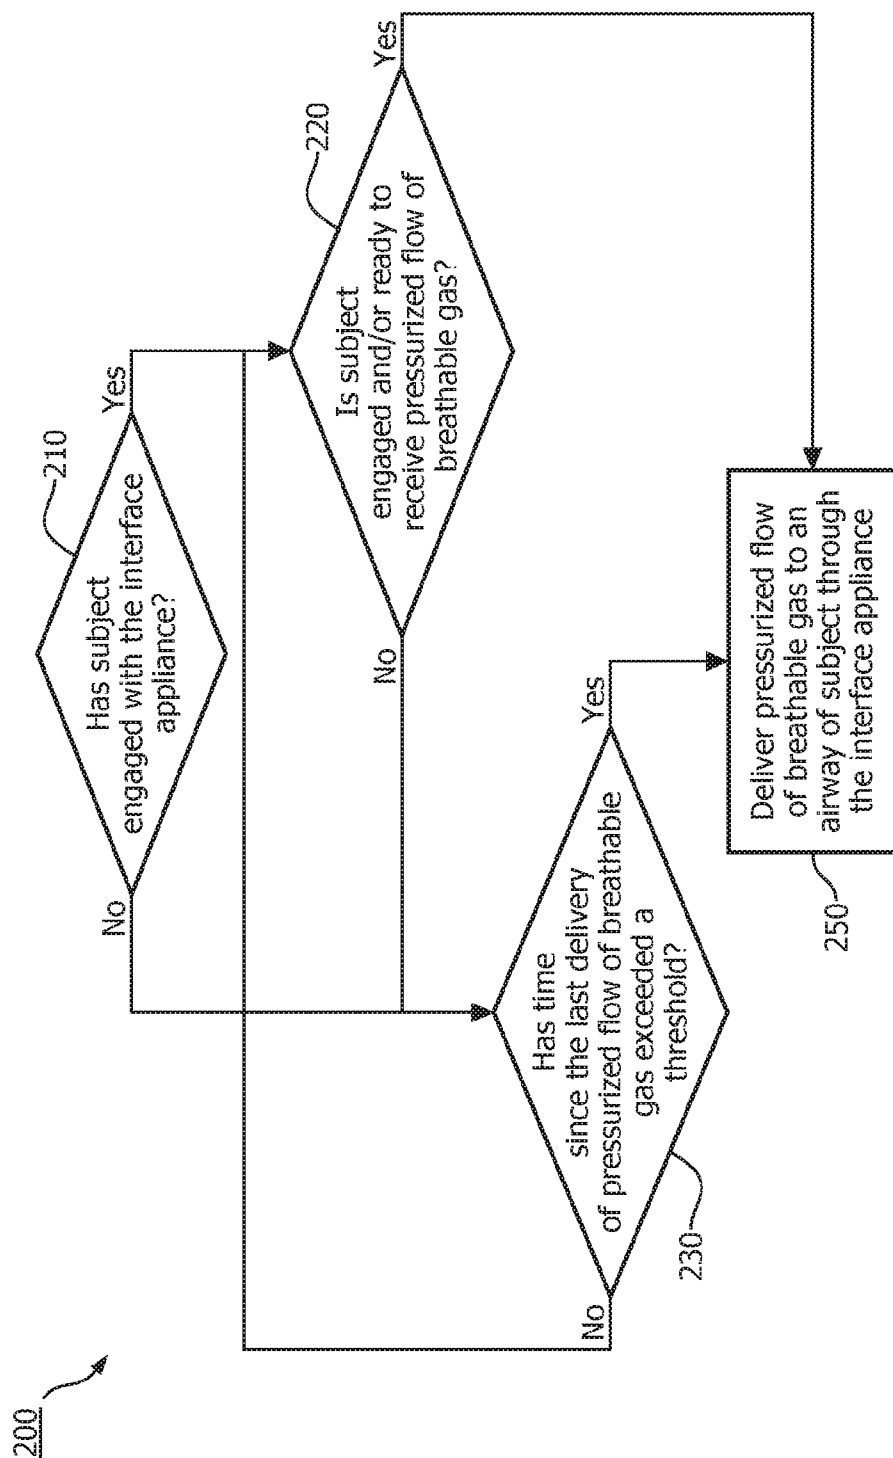 200
Has subject
engaged with the interface
appliance?
210
No
Yes
Is subject
engaged and/or ready to
receive pressurized flow of
breathable gas?
220
No
Yes
Has time
since the last delivery
of pressurized flow of breathable
gas exceeded a
threshold?
230
No
Yes
Deliver pressurized flow
of breathable gas to an
airway of subject through
the interface appliance
250